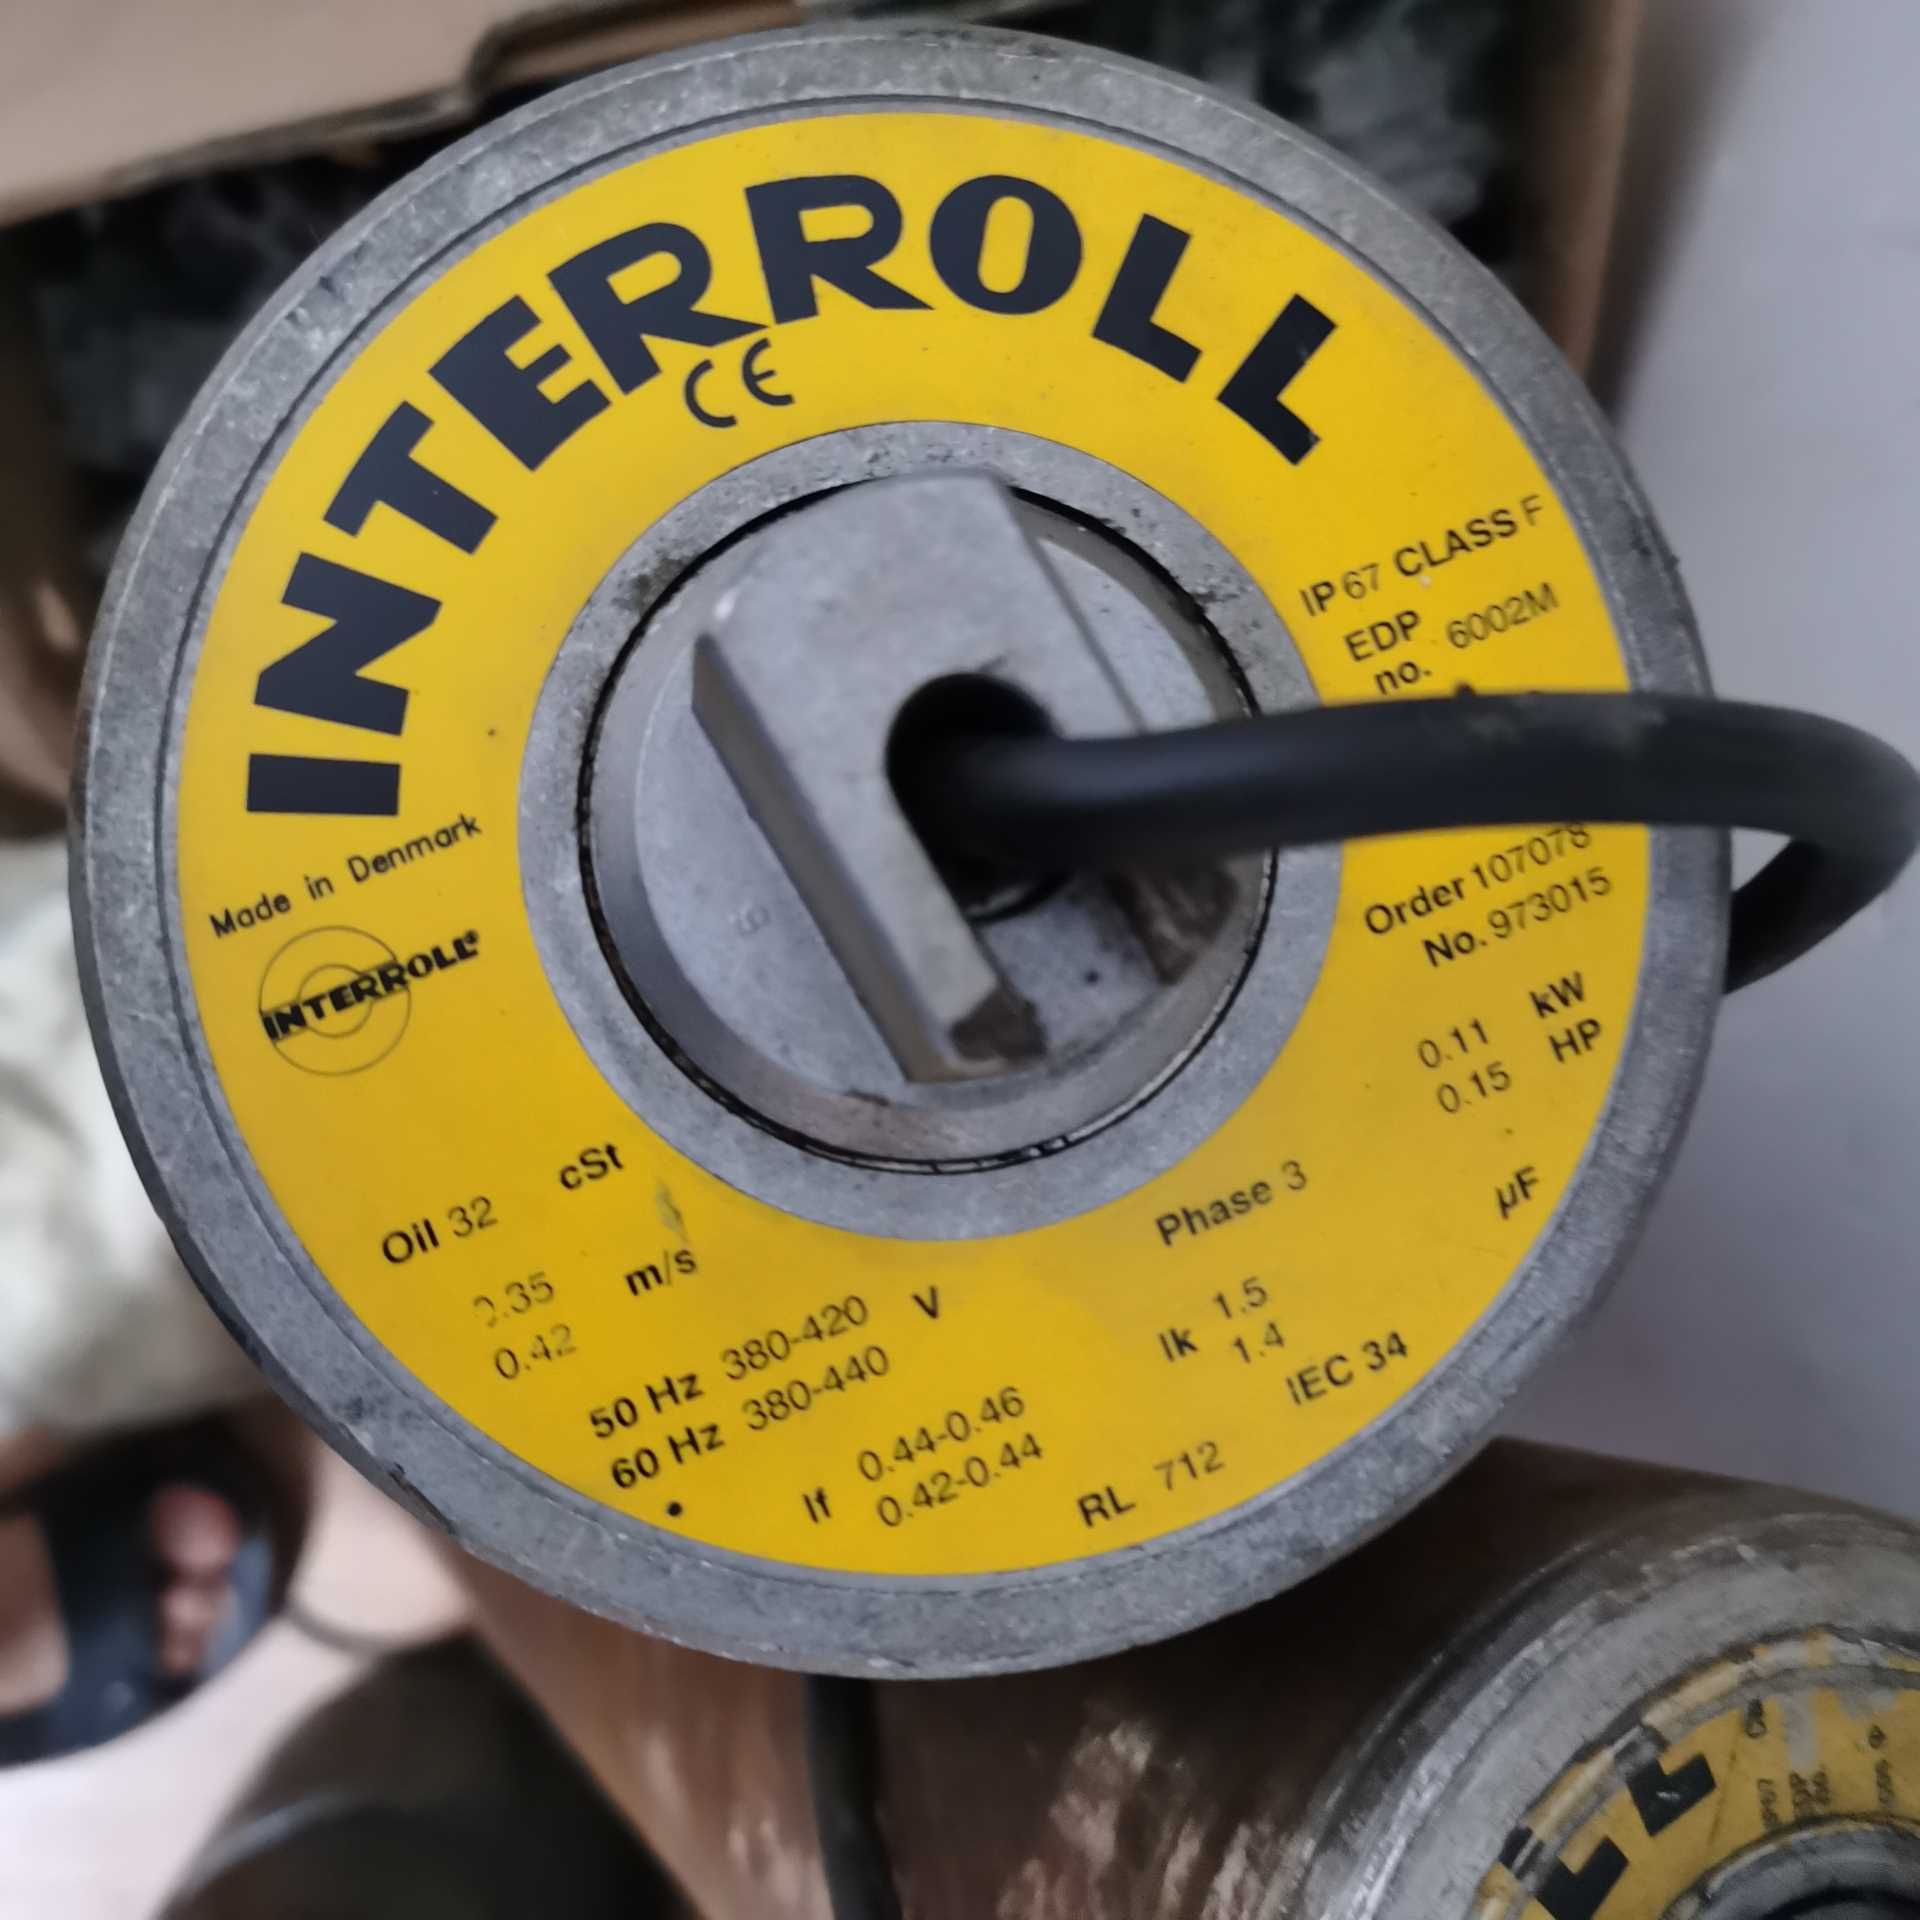 INTERROLL
CE
IP 67 CLASS F
EDP no. 6002M
Made in Denmark
INTERROLL®
Order 107078
No. 973015
0.11 kW
0.15 HP
Oil 32 cSt
0.35 m/s
0.42
Phase 3
µF
50 Hz 380-420 V
60 Hz 380-440
Ik 1.5
1.4
If 0.44-0.46
0.42-0.44
IEC 34
RL 712